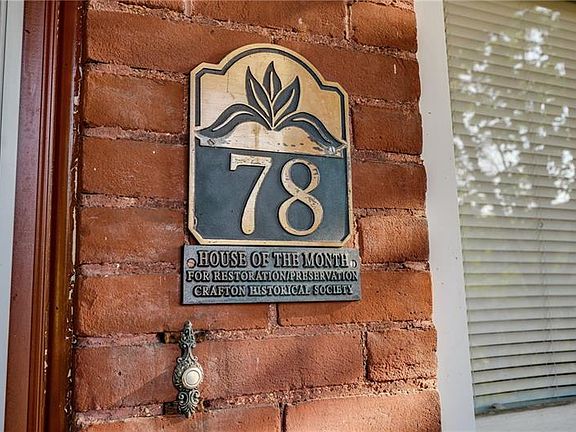 78
HOUSE OF THE MONTH
FOR RESTORATION/PRESERVATION
CRAFTON HISTORICAL SOCIETY